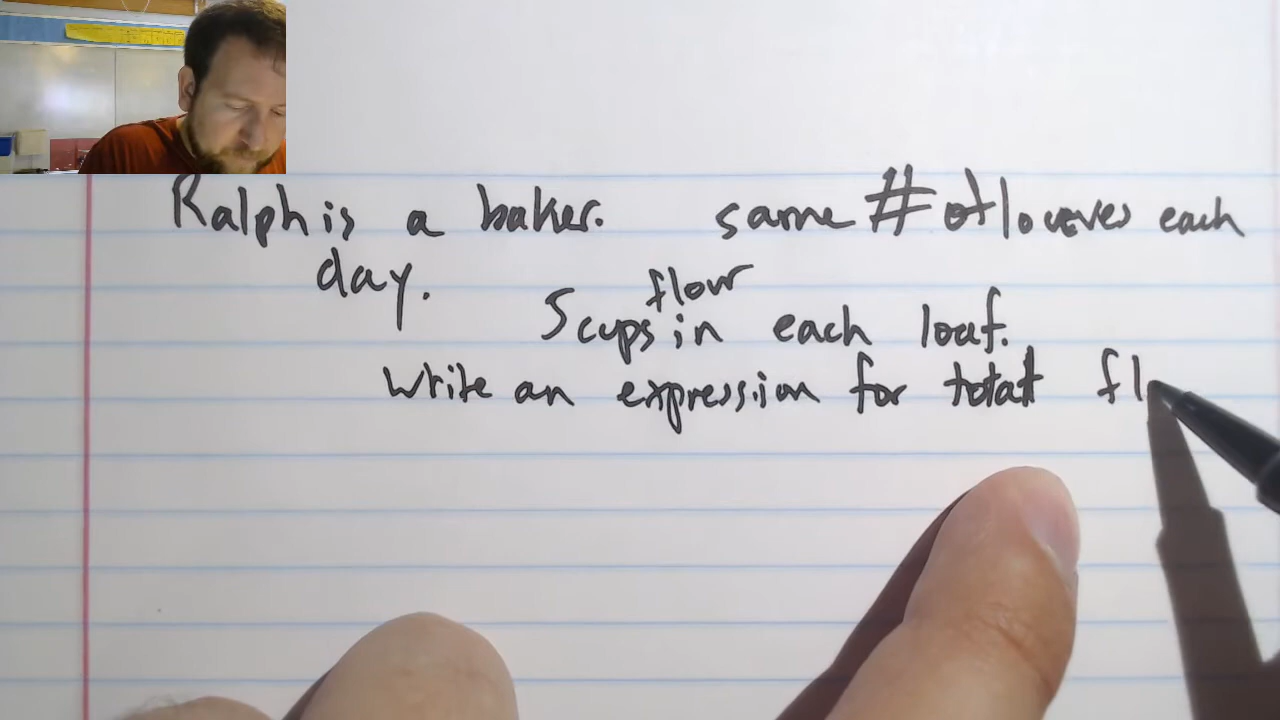 Ralph is a baker. same # of loaves each
day.
flour
5 cups in each loaf.
Write an expression for total fl